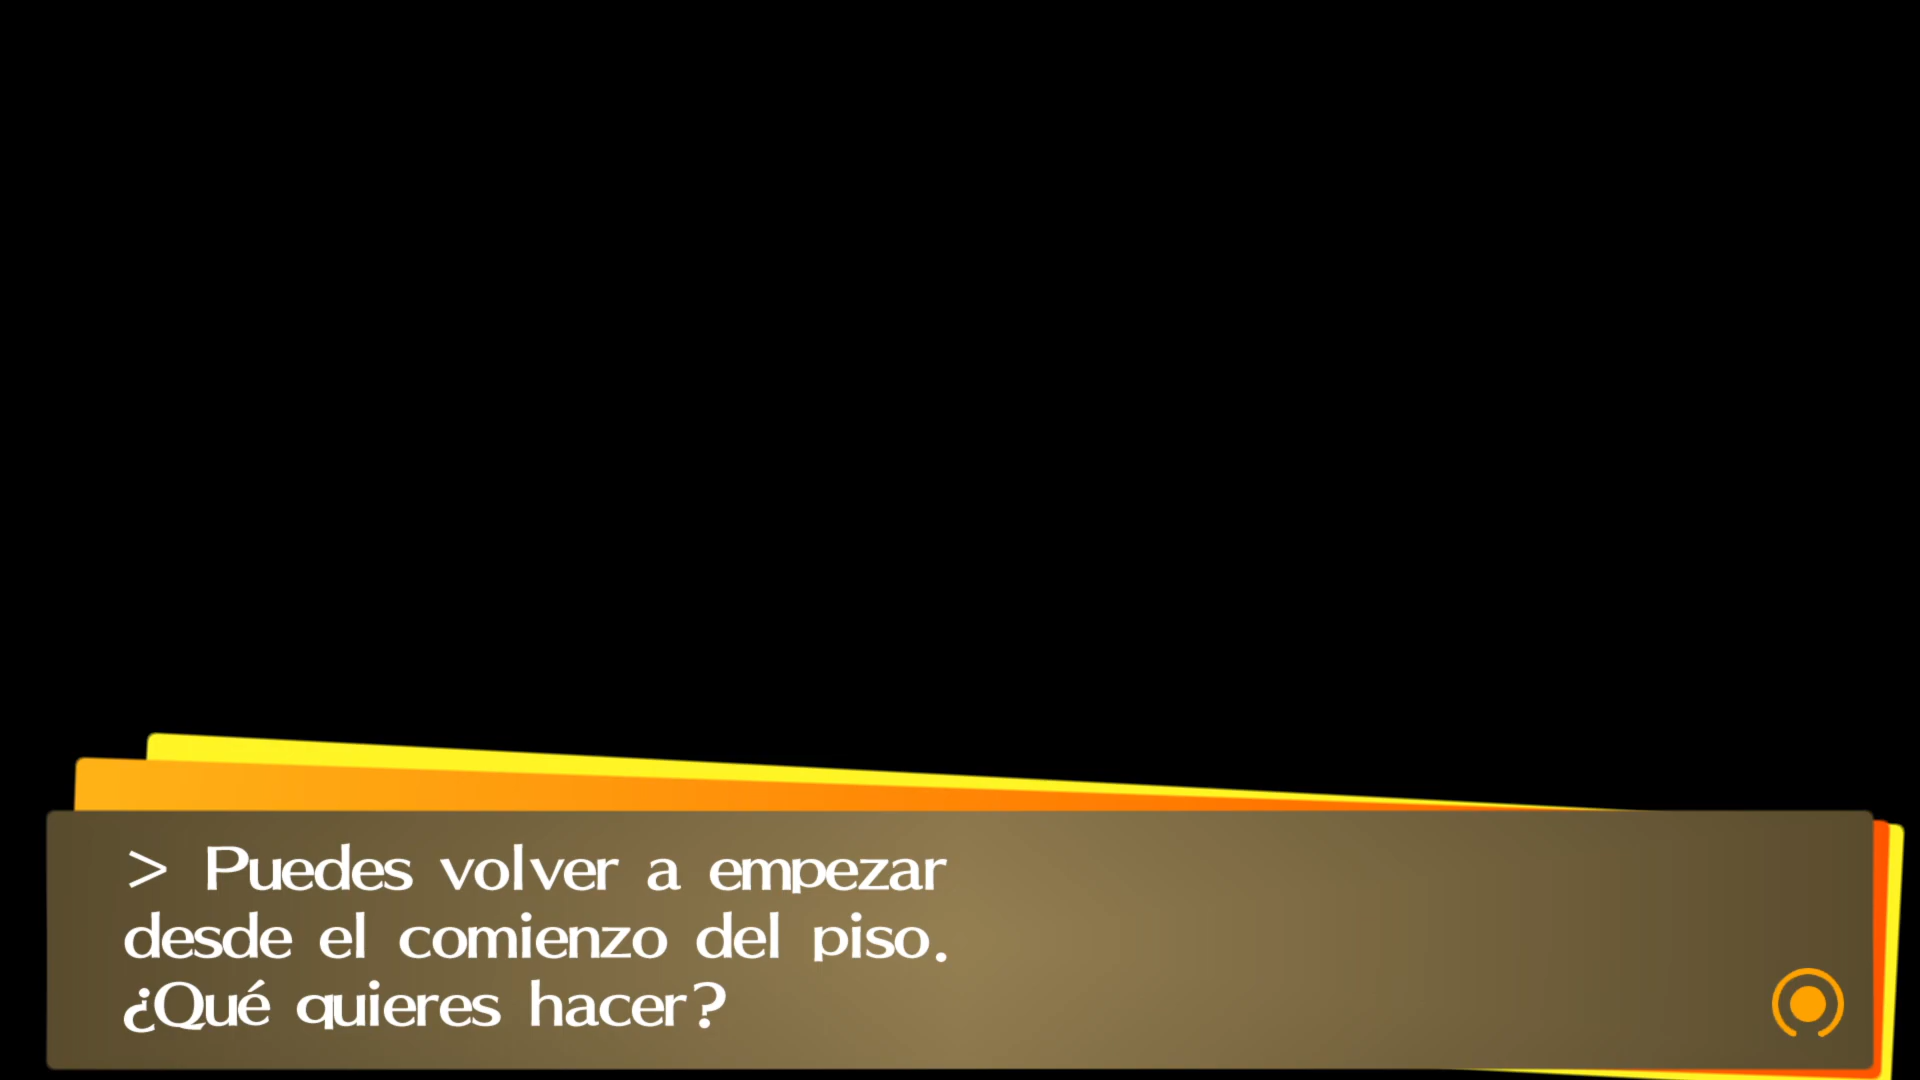 > Puedes volver a empezar
desde el comienzo del piso.
¿Qué quieres hacer?